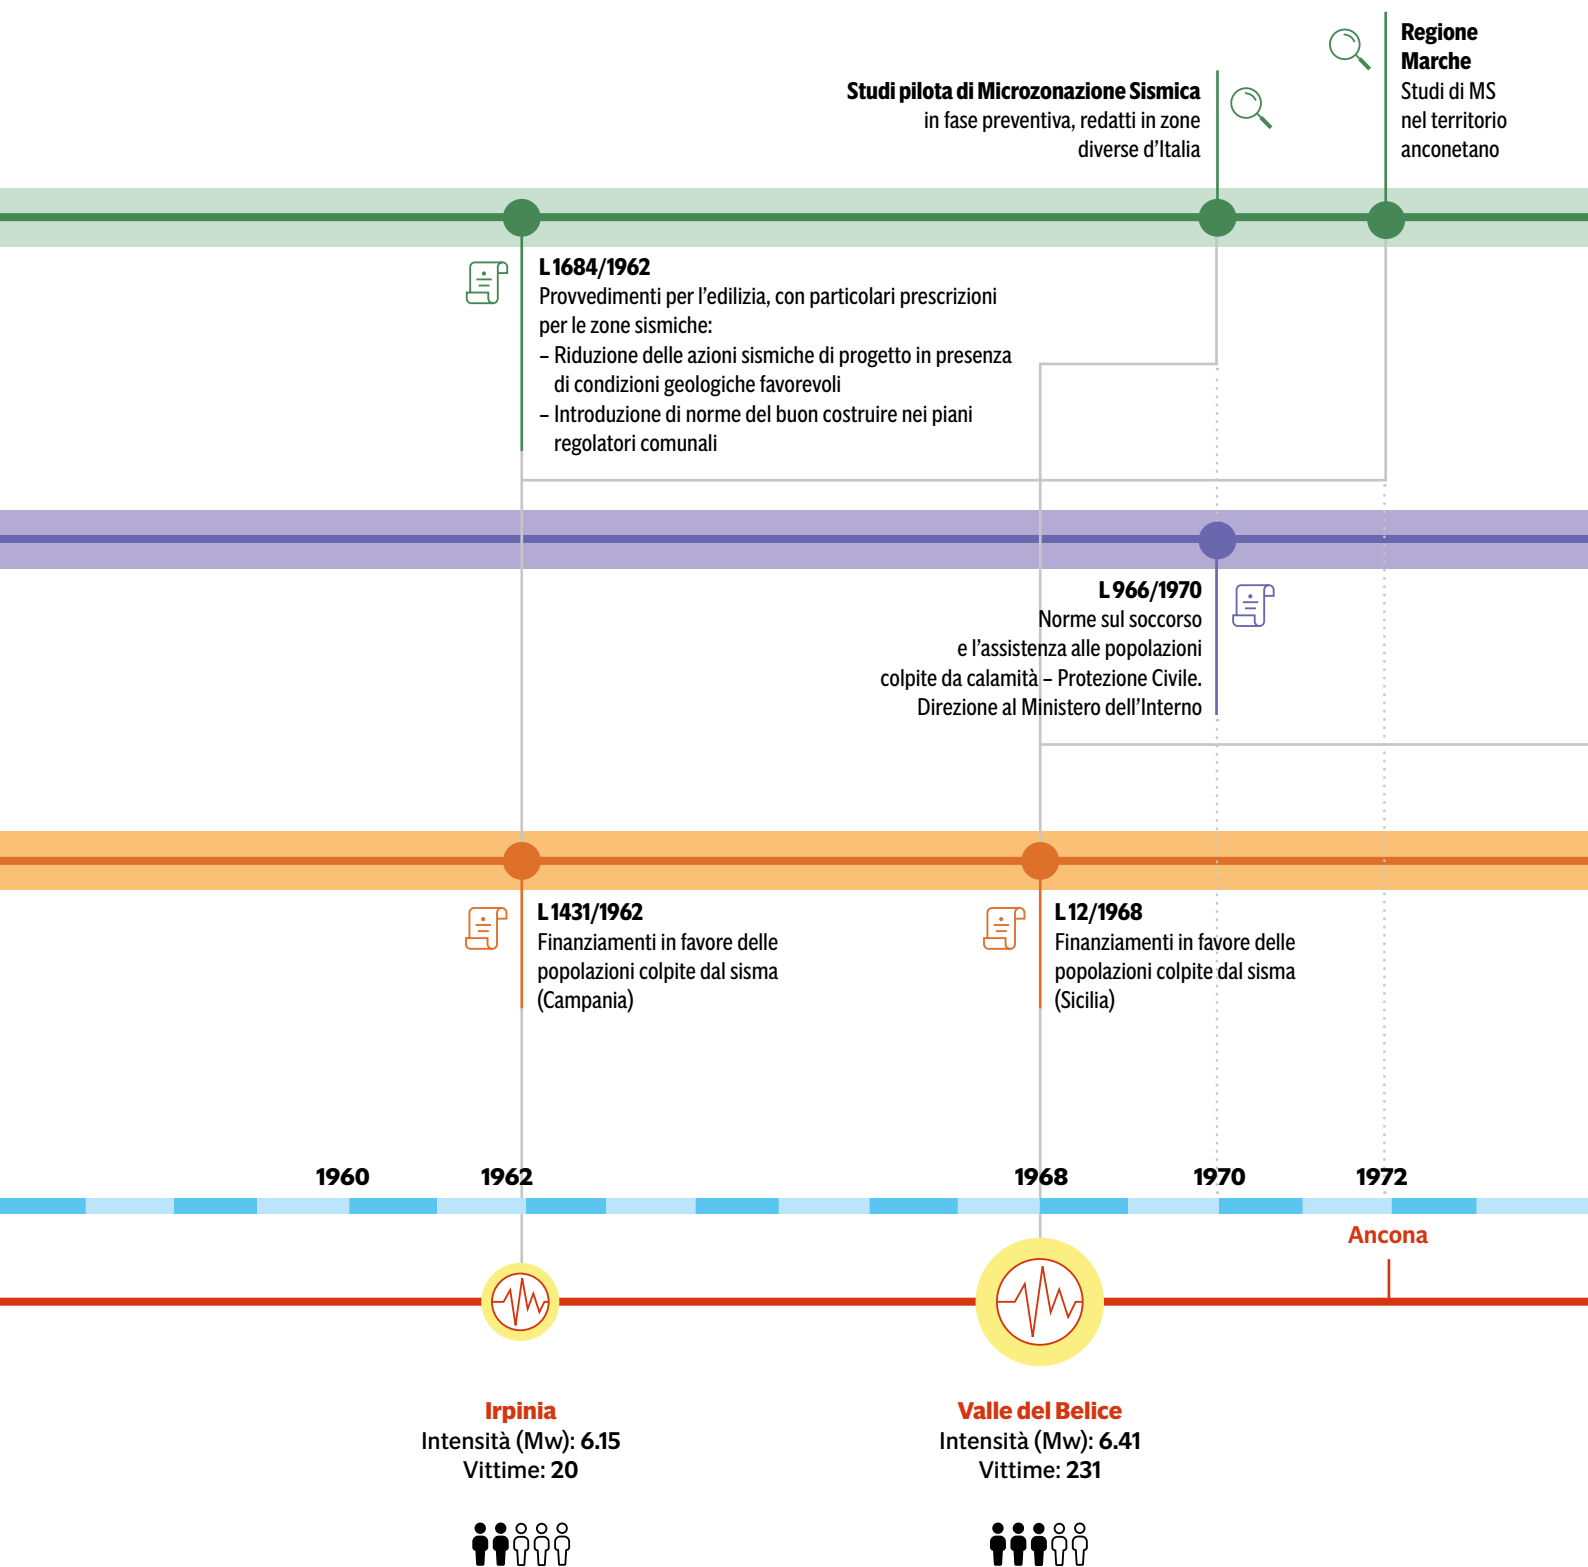 Regione
Marche
Studi di MS
nel territorio
anconetano
Studi pilota di Microzonazione Sismica
in fase preventiva, redatti in zone
diverse d'Italia
L 1684/1962
Provvedimenti per l'edilizia, con particolari prescrizioni
per le zone sismiche:
– Riduzione delle azioni sismiche di progetto in presenza
di condizioni geologiche favorevoli
– Introduzione di norme del buon costruire nei piani
regolatori comunali
L 966/1970
Norme sul soccorso
e l'assistenza alle popolazioni
colpite da calamità – Protezione Civile.
Direzione al Ministero dell'Interno
L 1431/1962
Finanziamenti in favore delle
popolazioni colpite dal sisma
(Campania)
L 12/1968
Finanziamenti in favore delle
popolazioni colpite dal sisma
(Sicilia)
1960 1962 1968 1970 1972
Ancona
Irpinia
Intensità (Mw): 6.15
Vittime: 20
Valle del Belice
Intensità (Mw): 6.41
Vittime: 231